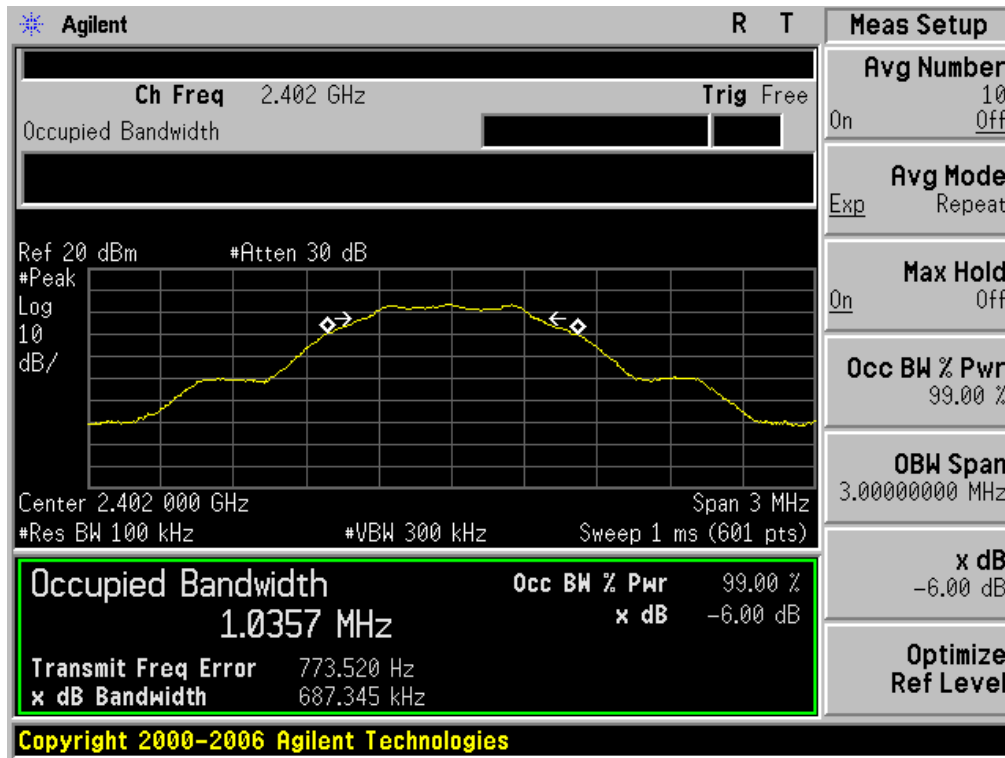 Agilent R T
Ch Freq 2.402 GHz Trig Free
Occupied Bandwidth
Ref 20 dBm #Atten 30 dB
#Peak
Log
10
dB/
Center 2.402 000 GHz Span 3 MHz
#Res BW 100 kHz #VBW 300 kHz Sweep 1 ms (601 pts)
Occupied Bandwidth Occ BW % Pwr 99.00 %
1.0357 MHz x dB -6.00 dB
Transmit Freq Error 773.520 Hz
x dB Bandwidth 687.345 kHz
Copyright 2000-2006 Agilent Technologies
Meas Setup
Avg Number
10
On Off
Avg Mode
Exp Repeat
Max Hold
On Off
Occ BW % Pwr
99.00 %
OBW Span
3.00000000 MHz
x dB
-6.00 dB
Optimize
Ref Level